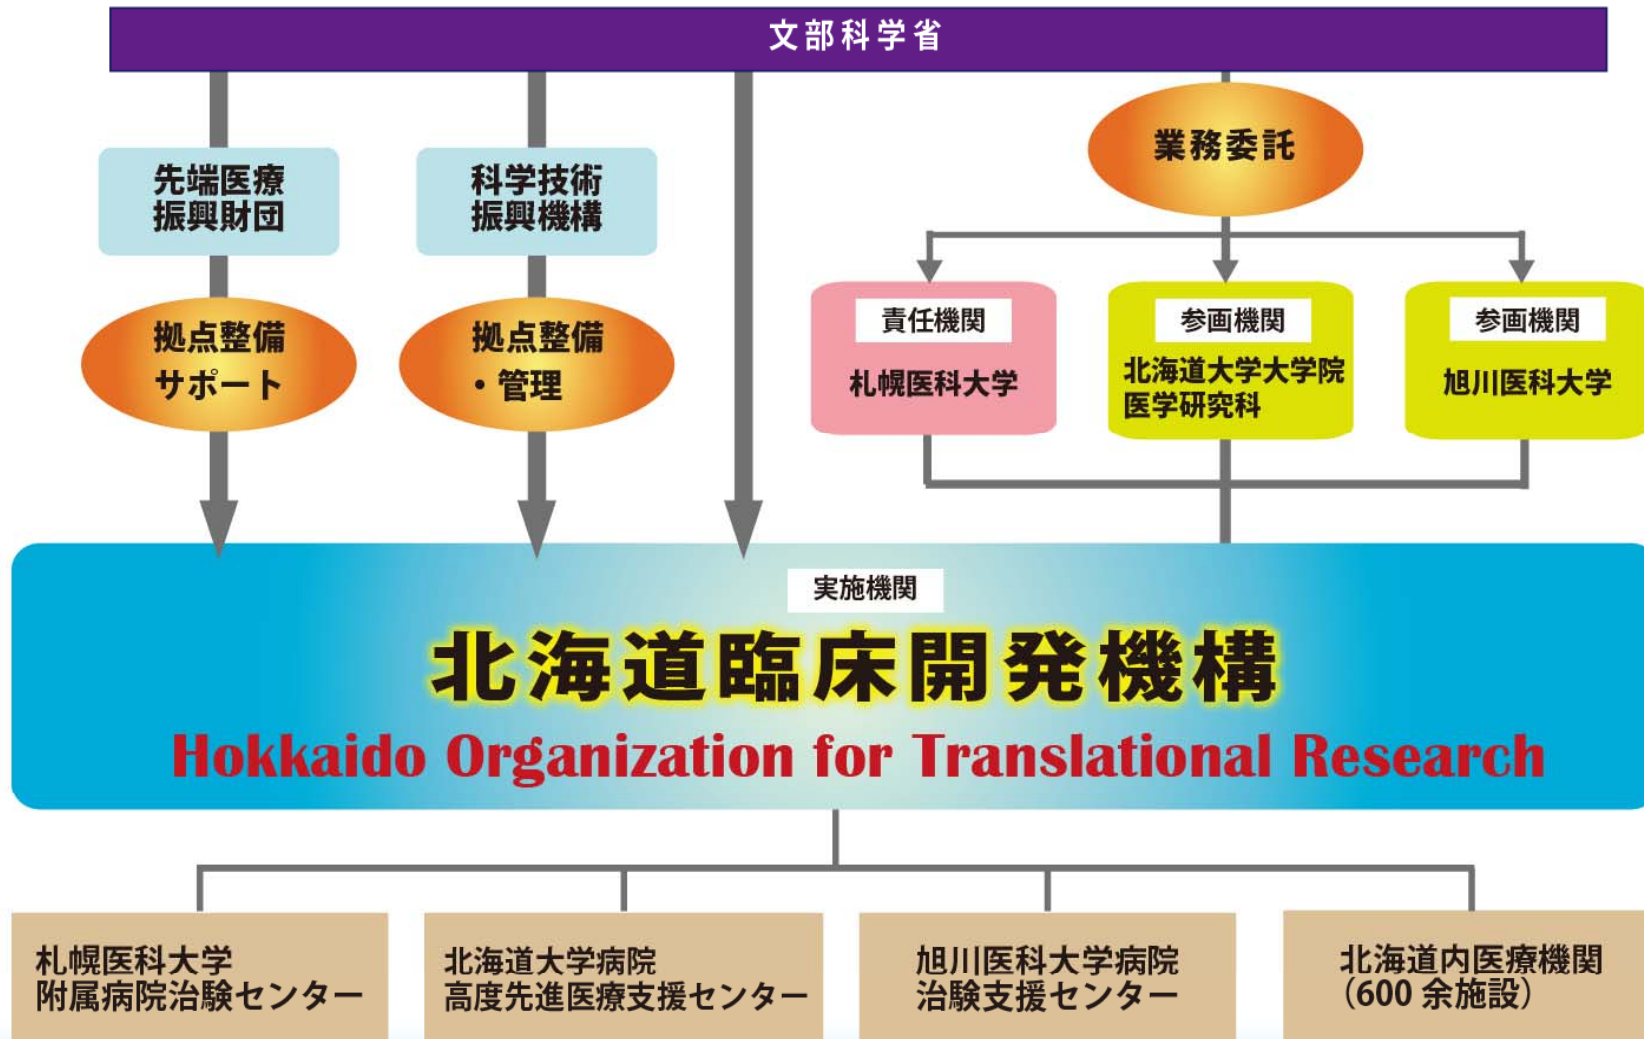 文部科学省
業務委託
先端医療
振興財団
科学技術
振興機構
拠点整備
サポート
拠点整備
・管理
責任機関
札幌医科大学
参画機関
北海道大学大学院
医学研究科
参画機関
旭川医科大学
実施機関
北海道臨床開発機構
Hokkaido Organization for Translational Research
札幌医科大学
附属病院治験センター
北海道大学病院
高度先進医療支援センター
旭川医科大学病院
治験支援センター
北海道内医療機関
（600 余施設）